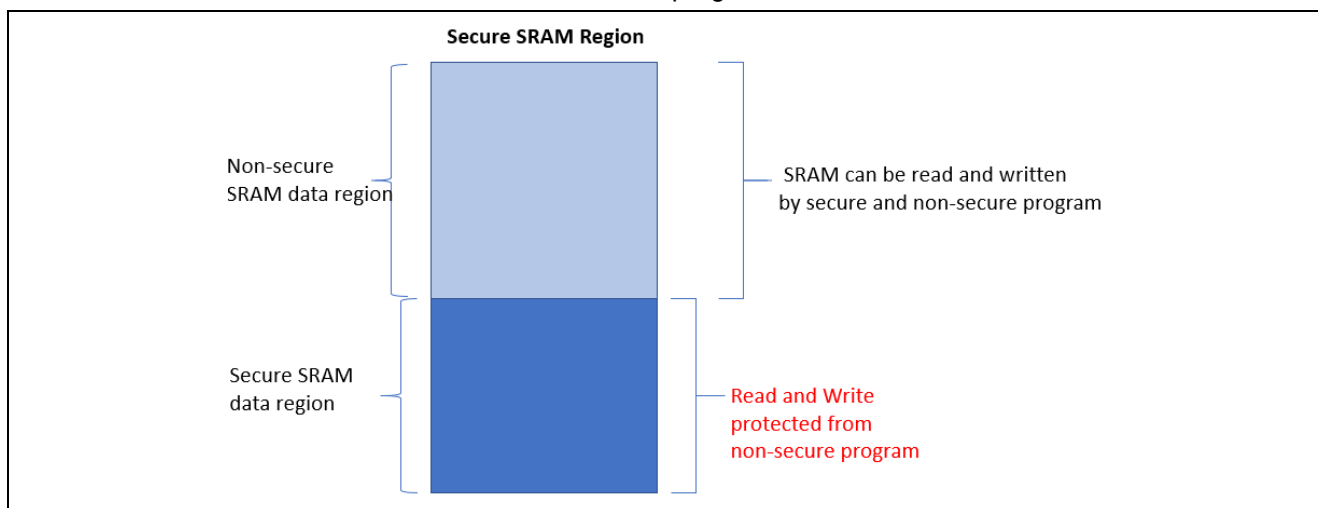 Secure SRAM Region
Non-secure
SRAM data region
SRAM can be read and written
by secure and non-secure program
Secure SRAM
data region
Read and Write
protected from
non-secure program